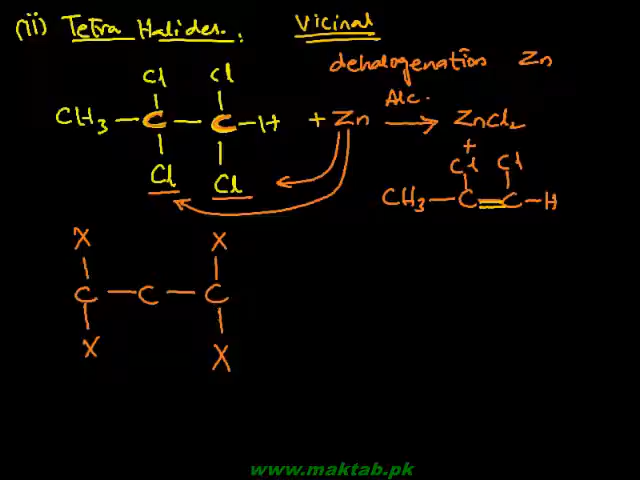 (ii) Tetra Halides. Vicinal
dehalogenation Zn
Cl Cl
CH3 — C — C — H + Zn Alc. → ZnCl2
Cl Cl
+
Cl Cl
CH3 — C = C — H
X X
C — C — C
X X
www.maktab.pk